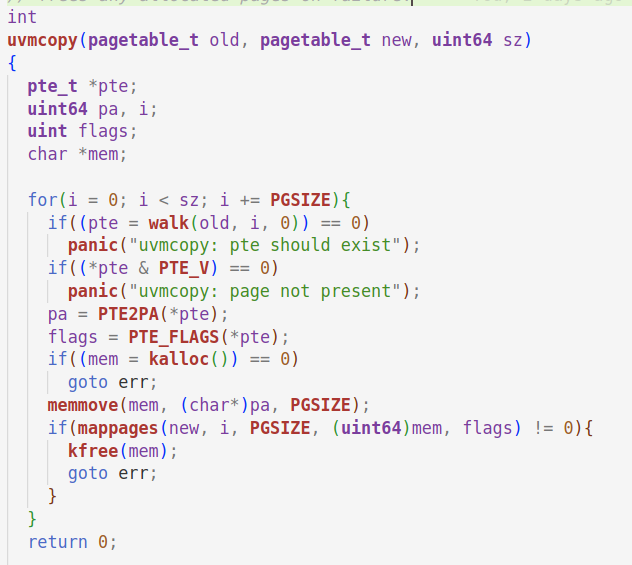 int
uvmcopy(pagetable_t old, pagetable_t new, uint64 sz)
{
  pte_t *pte;
  uint64 pa, i;
  uint flags;
  char *mem;

  for(i = 0; i < sz; i += PGSIZE){
    if((pte = walk(old, i, 0)) == 0)
      panic("uvmcopy: pte should exist");
    if((*pte & PTE_V) == 0)
      panic("uvmcopy: page not present");
    pa = PTE2PA(*pte);
    flags = PTE_FLAGS(*pte);
    if((mem = kalloc()) == 0)
      goto err;
    memmove(mem, (char*)pa, PGSIZE);
    if(mappages(new, i, PGSIZE, (uint64)mem, flags) != 0){
      kfree(mem);
      goto err;
    }
  }
  return 0;